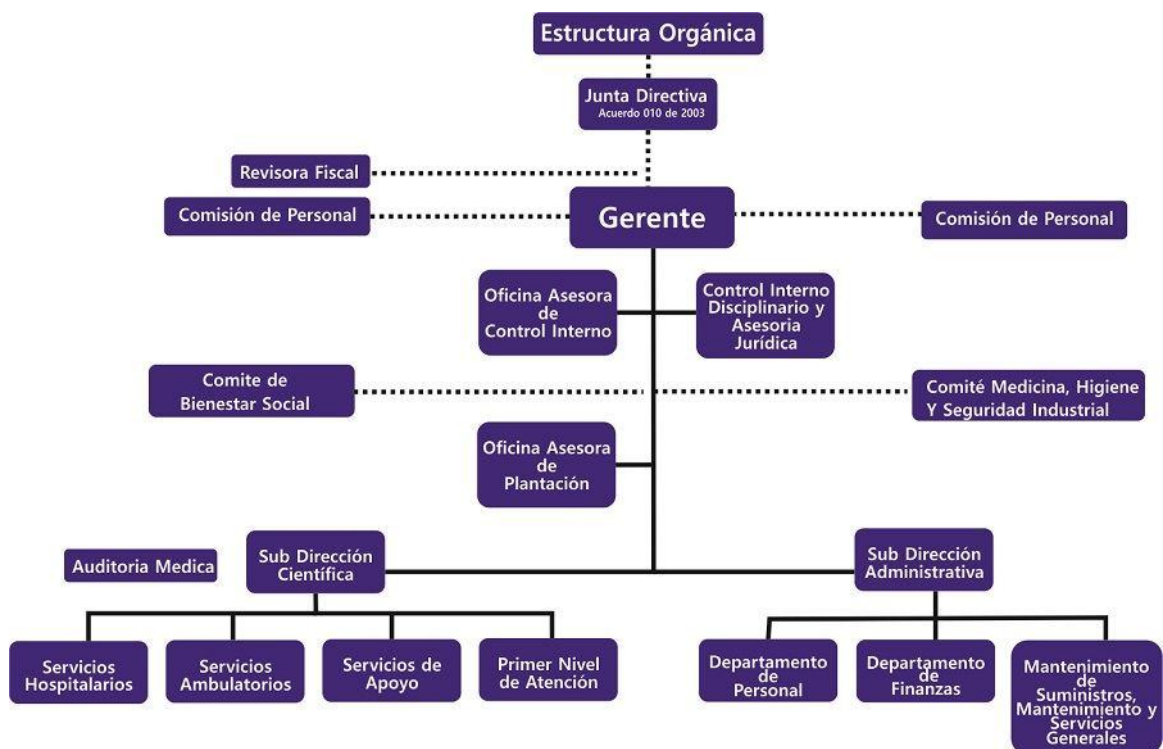 Estructura Orgánica
Junta Directiva
Acuerdo 010 de 2003
Revisora Fiscal
Comisión de Personal
Gerente
Comisión de Personal
Oficina Asesora
de
Control Interno
Control Interno
Disciplinario y
Asesoria
Jurídica
Comite de
Bienestar Social
Comité Medicina, Higiene
Y Seguridad Industrial
Oficina Asesora
de
Plantación
Auditoria Medica
Sub Dirección
Científica
Sub Dirección
Administrativa
Servicios
Hospitalarios
Servicios
Ambulatorios
Servicios de
Apoyo
Primer Nivel
de Atención
Departamento
de
Personal
Departamento
de
Finanzas
Mantenimiento
de
Suministros,
Mantenimiento y
Servicios
Generales